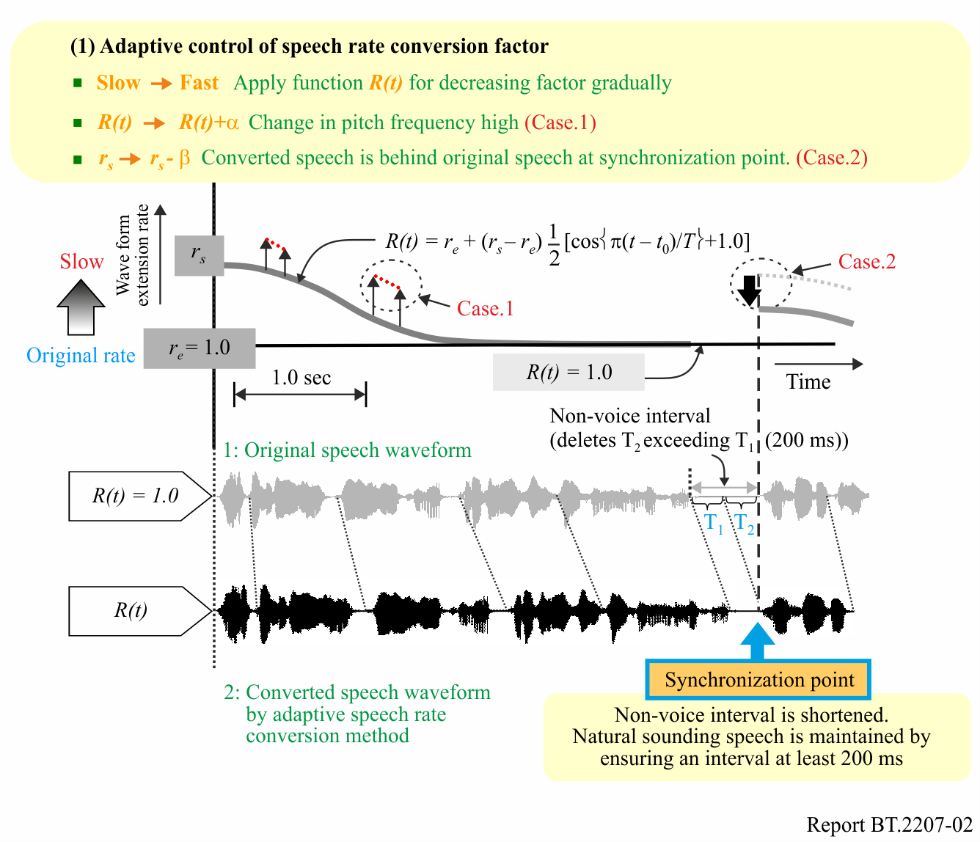 (1) Adaptive control of speech rate conversion factor
■ Slow → Fast Apply function R(t) for decreasing factor gradually
■ R(t) → R(t)+α Change in pitch frequency high (Case.1)
■ rs → rs- β Converted speech is behind original speech at synchronization point. (Case.2)
Wave form
extension rate
rs
R(t) = re + (rs – re) 1/2 [cos{π(t – t0)/T}+1.0]
Slow
Case.1
Case.2
Original rate
re = 1.0
R(t) = 1.0
Time
1.0 sec
Non-voice interval
(deletes T2 exceeding T1 (200 ms))
1: Original speech waveform
R(t) = 1.0
T1 T2
R(t)
2: Converted speech waveform
by adaptive speech rate
conversion method
Synchronization point
Non-voice interval is shortened.
Natural sounding speech is maintained by
ensuring an interval at least 200 ms
Report BT.2207-02